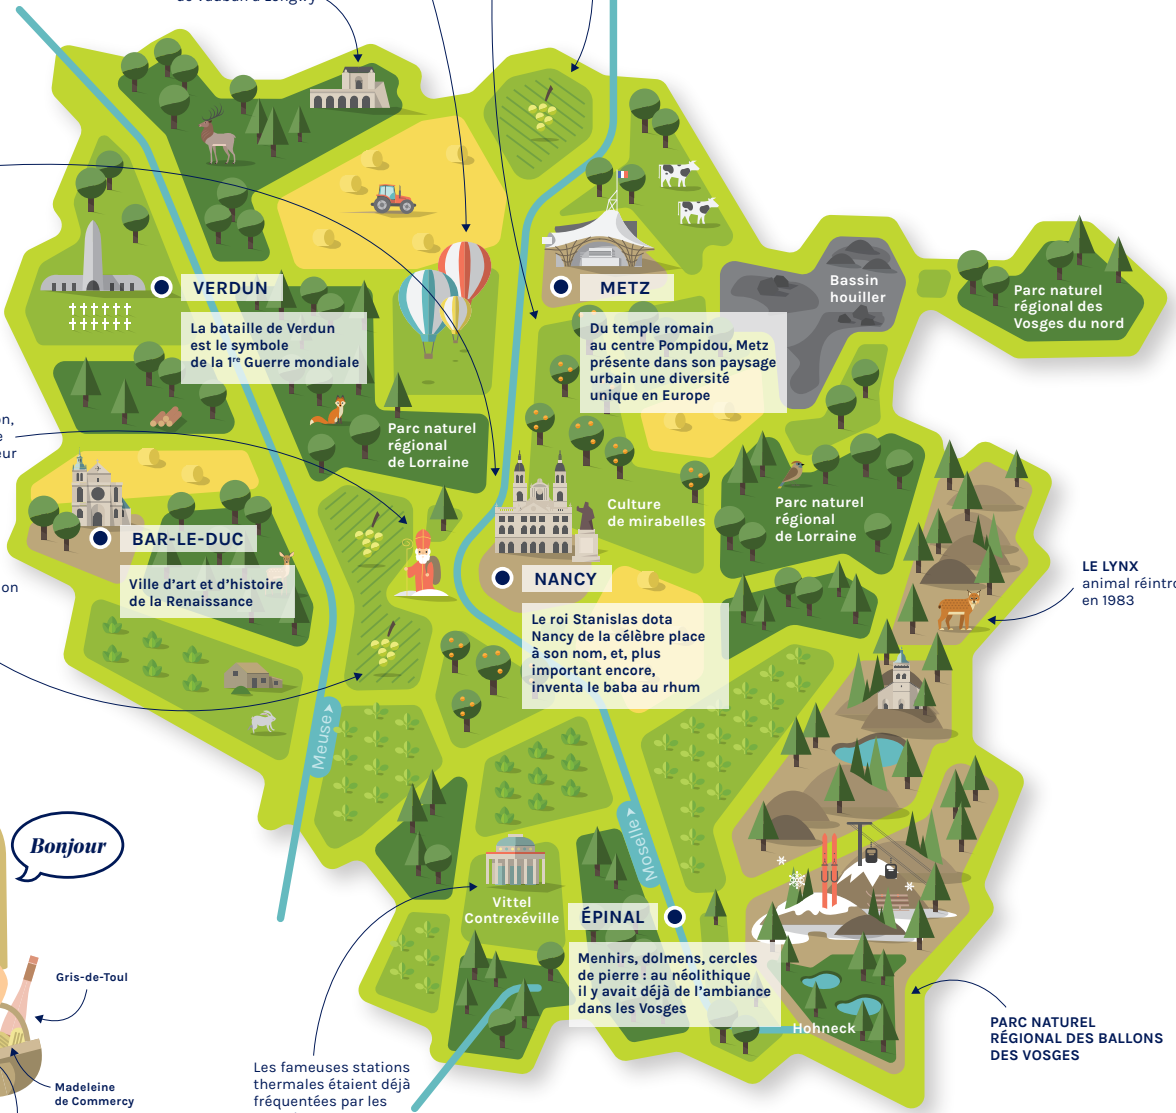 de Vauban à Longwy
VERDUN
La bataille de Verdun
est le symbole
de la 1re Guerre mondiale
METZ
Du temple romain
au centre Pompidou, Metz
présente dans son paysage
urbain une diversité
unique en Europe
Bassin
houiller
Parc naturel
régional des
Vosges du nord
Parc naturel
régional
de Lorraine
Culture
de mirabelles
Parc naturel
régional
de Lorraine
BAR-LE-DUC
Ville d’art et d’histoire
de la Renaissance
NANCY
Le roi Stanislas dota
Nancy de la célèbre place
à son nom, et, plus
important encore,
inventa le baba au rhum
LE LYNX
animal réintro
en 1983
Meuse
Moselle
Bonjour
Vittel
Contrexéville
ÉPINAL
Menhirs, dolmens, cercles
de pierre : au néolithique
il y avait déjà de l’ambiance
dans les Vosges
Hohneck
PARC NATUREL
RÉGIONAL DES BALLONS
DES VOSGES
Gris-de-Toul
Madeleine
de Commercy
Les fameuses stations
thermales étaient déjà
fréquentées par les